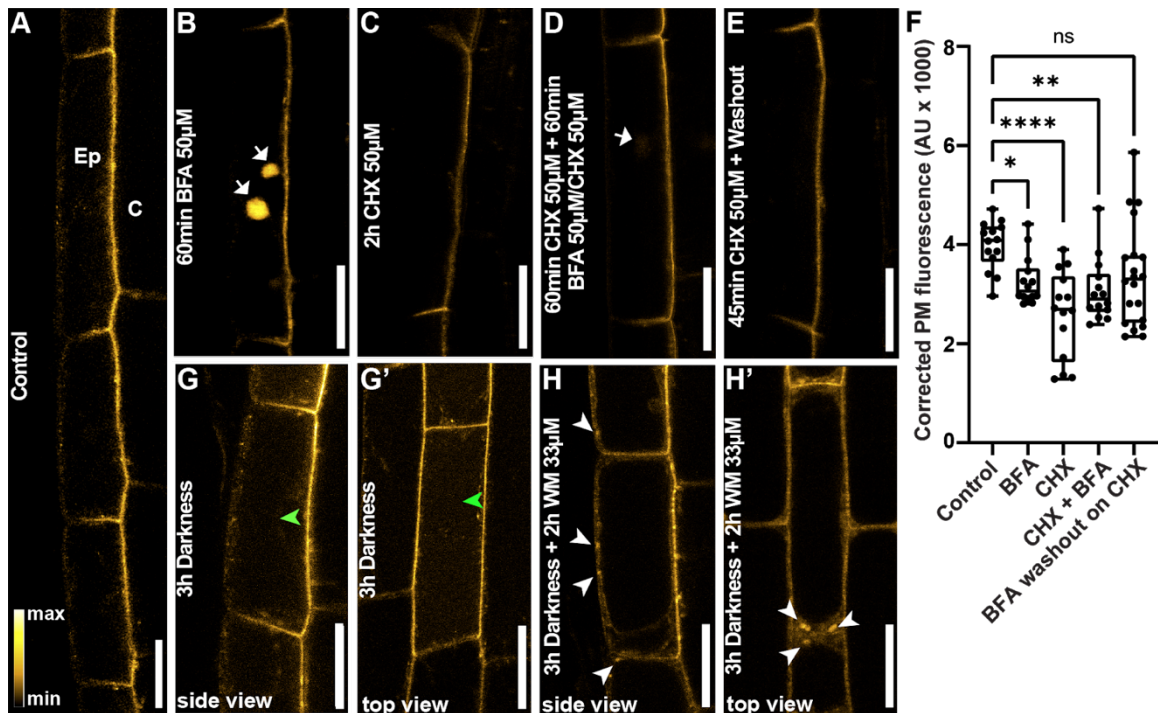 A
Ep
C
Control
max
min
B
60min BFA 50µM
C
2h CHX 50µM
D
60min CHX 50µM + 60min
BFA 50µM/CHX 50µM
E
45min CHX 50µM + Washout
F
Corrected PM fluorescence (AU x 1000)
8
6
4
2
0
ns
**
****
*
Control
BFA
CHX
CHX + BFA
BFA washout on CHX
G
3h Darkness
side view
G’
3h Darkness
top view
H
3h Darkness + 2h WM 33µM
side view
H’
3h Darkness + 2h WM 33µM
top view